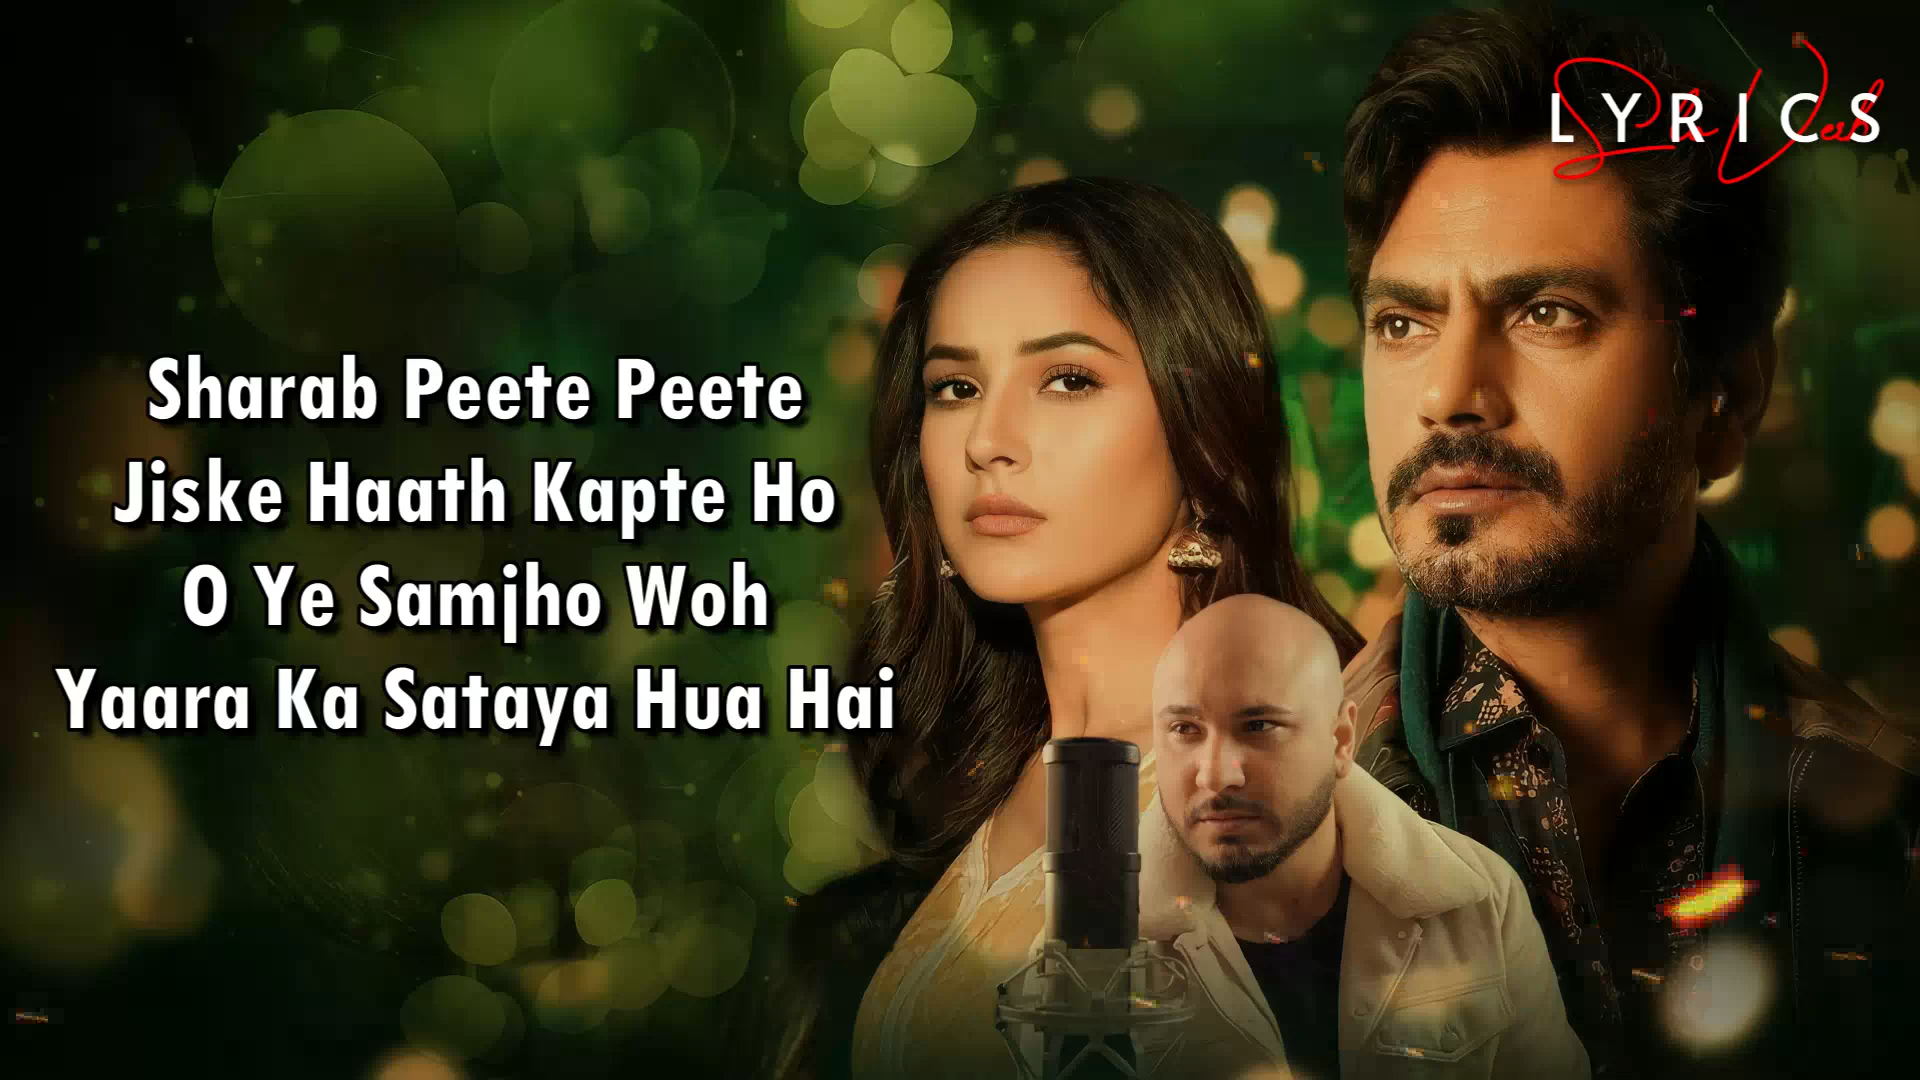 LYRICS
Sharab Peete Peete
Jiske Haath Kapte Ho
O Ye Samjho Woh
Yaara Ka Sataya Hua Hai